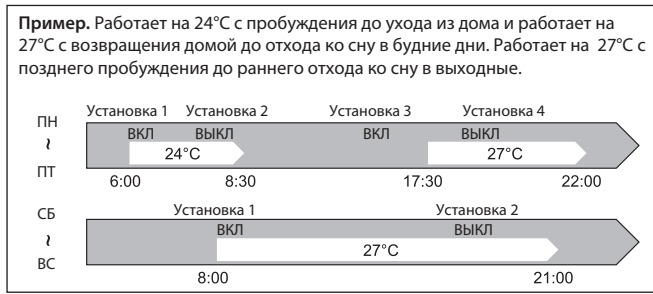 Пример. Работает на 24°C с пробуждения до ухода из дома и работает на
27°C с возвращения домой до отхода ко сну в будние дни. Работает на 27°C с
позднего пробуждения до раннего отхода ко сну в выходные.
Установка 1 Установка 2 Установка 3 Установка 4
ПН
~
ПТ
ВКЛ ВЫКЛ ВКЛ ВЫКЛ
24°C 27°C
6:00 8:30 17:30 22:00
СБ
~
ВС
Установка 1 Установка 2
ВКЛ ВЫКЛ
27°C
8:00 21:00